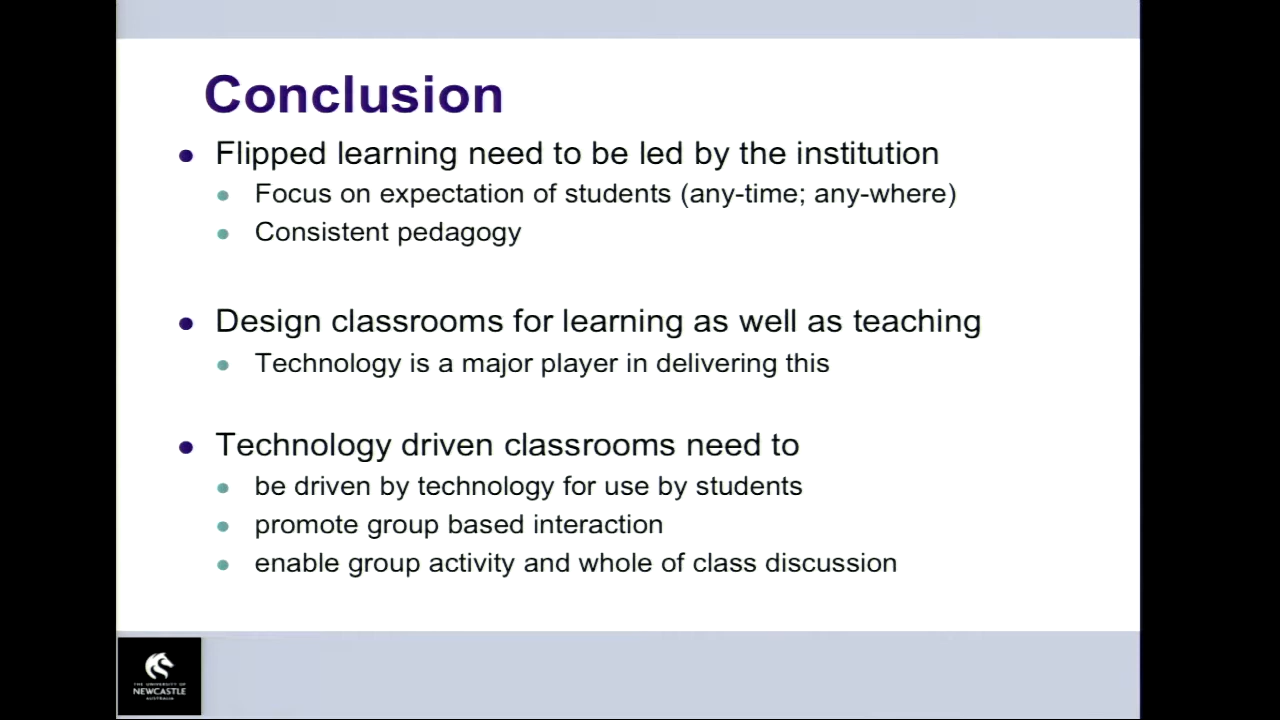 Conclusion
Flipped learning need to be led by the institution
Focus on expectation of students (any-time; any-where)
Consistent pedagogy
Design classrooms for learning as well as teaching
Technology is a major player in delivering this
Technology driven classrooms need to
be driven by technology for use by students
promote group based interaction
enable group activity and whole of class discussion
THE UNIVERSITY OF
NEWCASTLE
AUSTRALIA